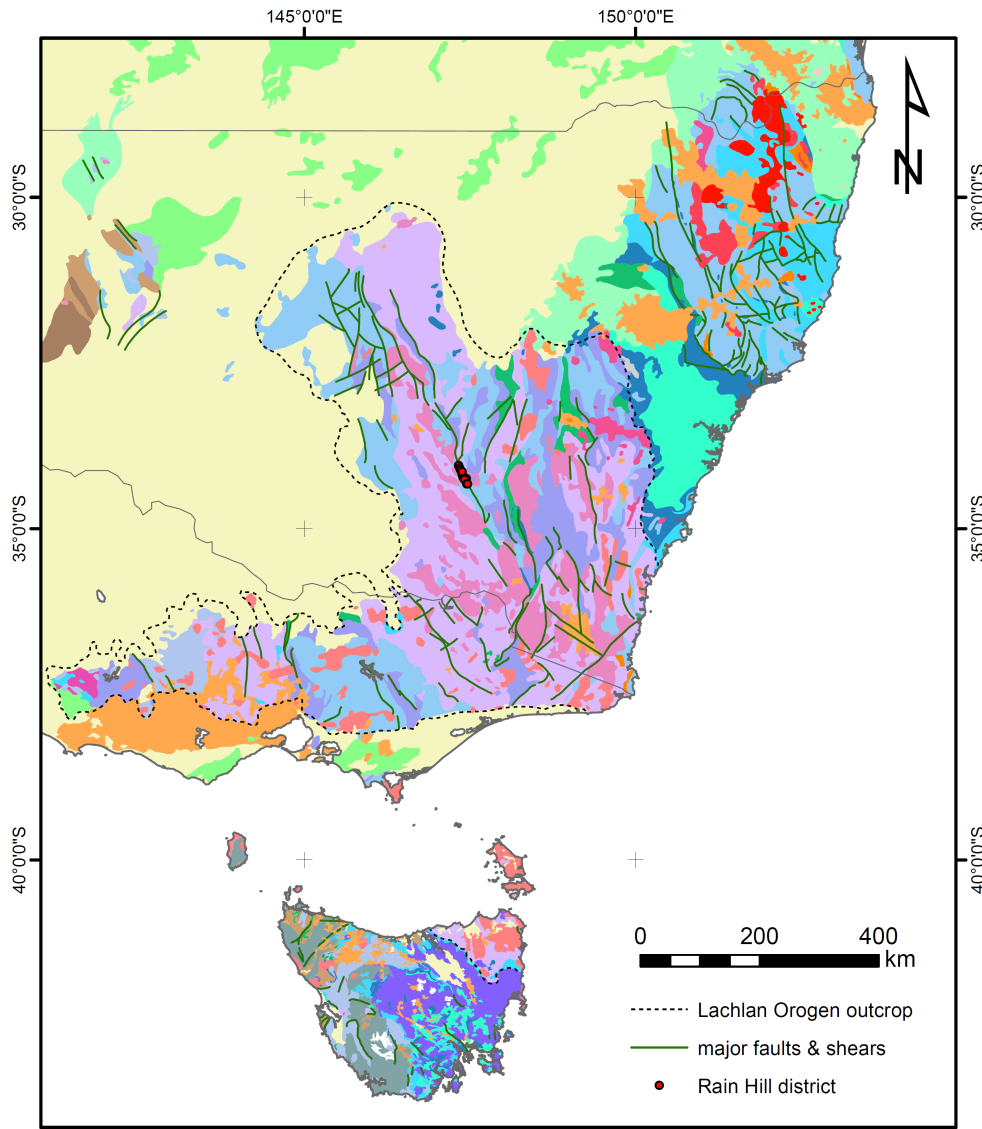 145°0'0"E 150°0'0"E
N
30°0'0"S 30°0'0"S
35°0'0"S 35°0'0"S
40°0'0"S 40°0'0"S
0 200 400
km
Lachlan Orogen outcrop
major faults & shears
Rain Hill district